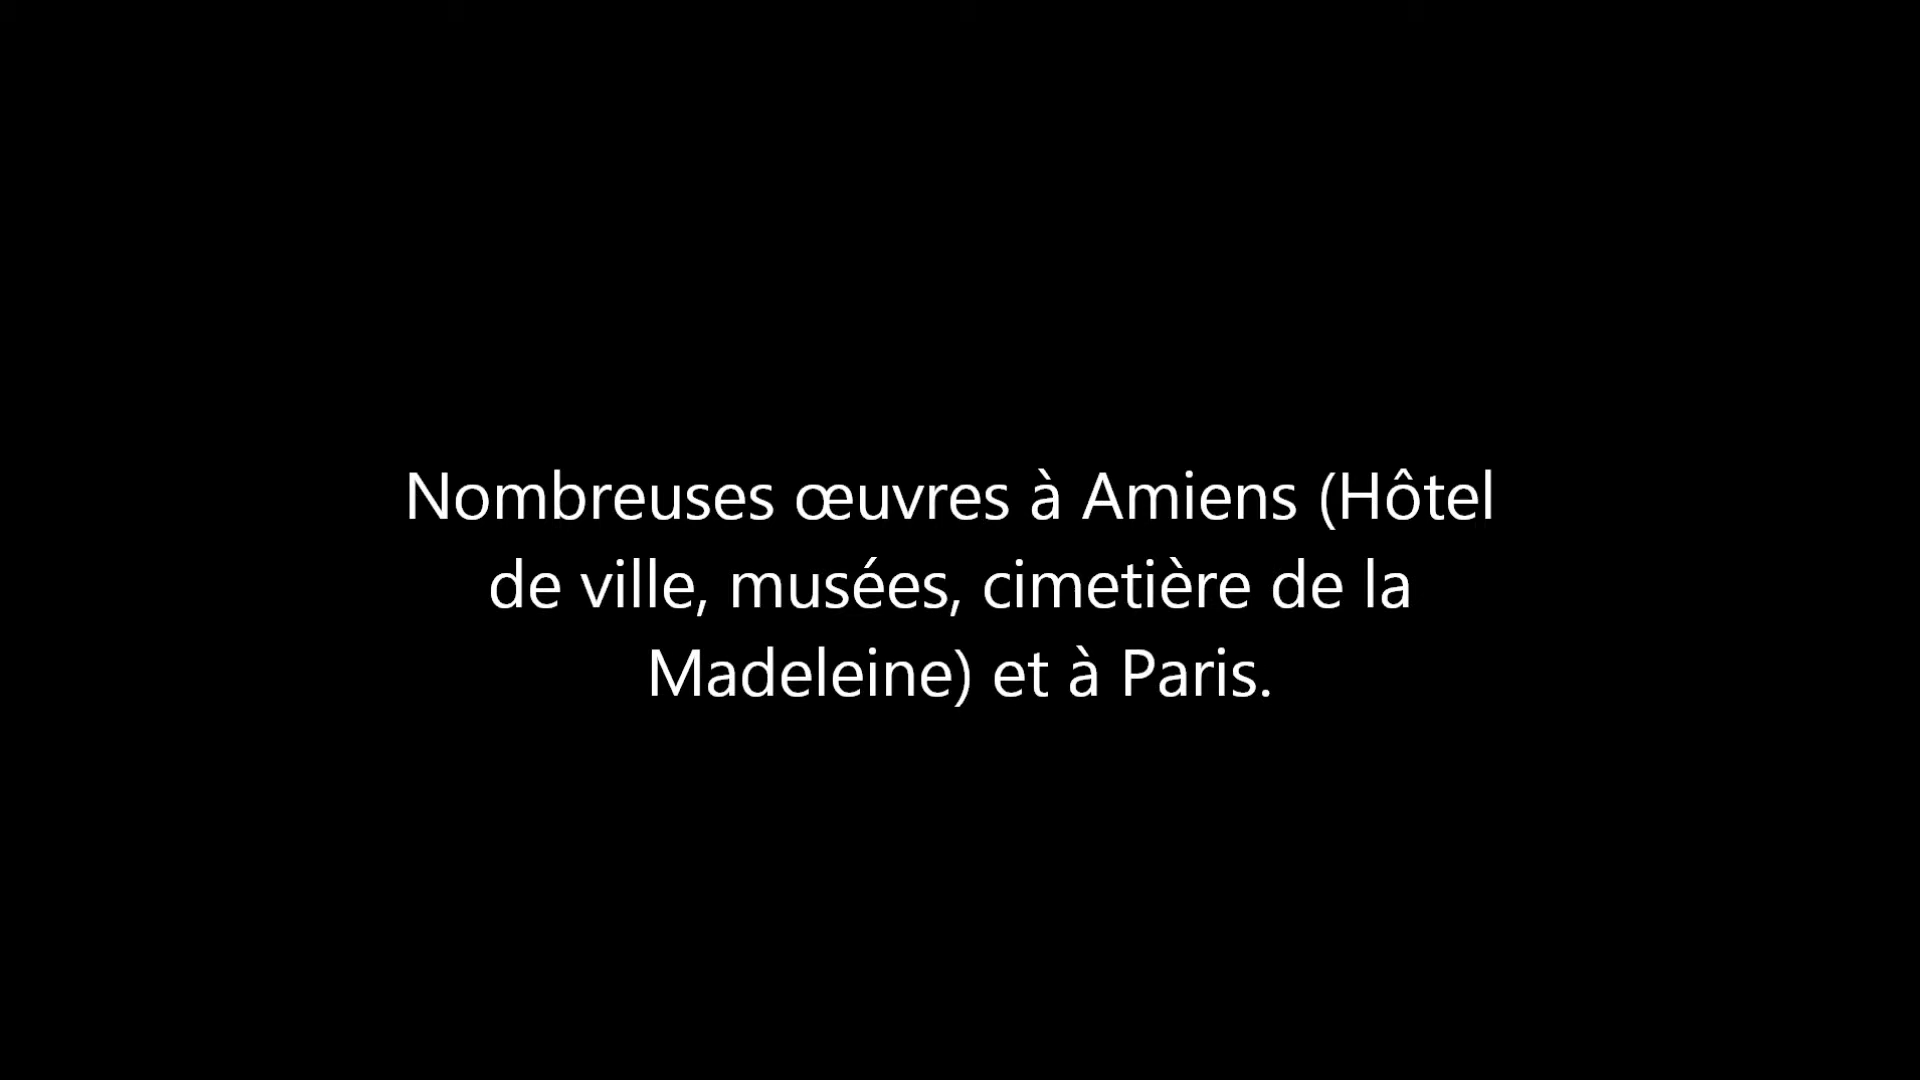 Nombreuses œuvres à Amiens (Hôtel
de ville, musées, cimetière de la
Madeleine) et à Paris.